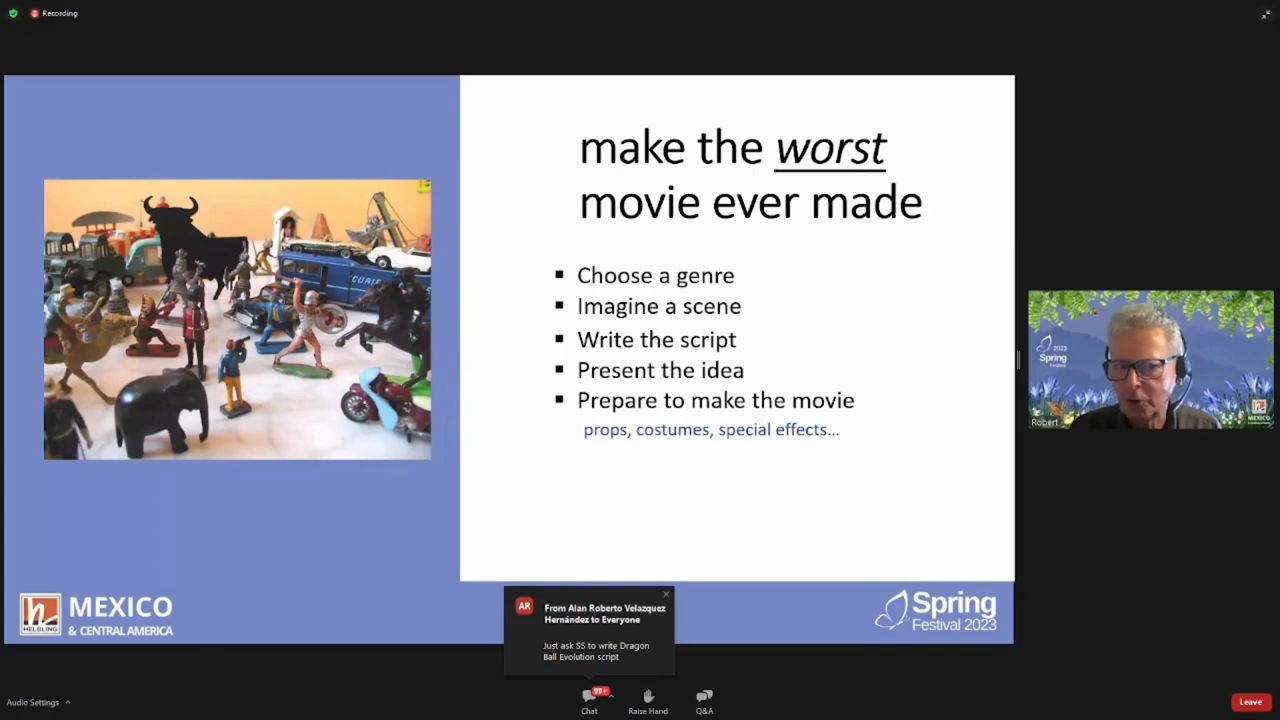 Recording
make the worst
movie ever made
▪ Choose a genre
▪ Imagine a scene
▪ Write the script
▪ Present the idea
▪ Prepare to make the movie
props, costumes, special effects...
2023
Spring
Festival
MEXICO
Robert
HELBLING
MEXICO
& CENTRAL AMERICA
AR
From Alan Roberto Velazquez
Hernández to Everyone
Just ask SS to write Dragon
Ball Evolution script
Spring
Festival 2023
Audio Settings
99+
Chat
Raise Hand
Q&A
Leave